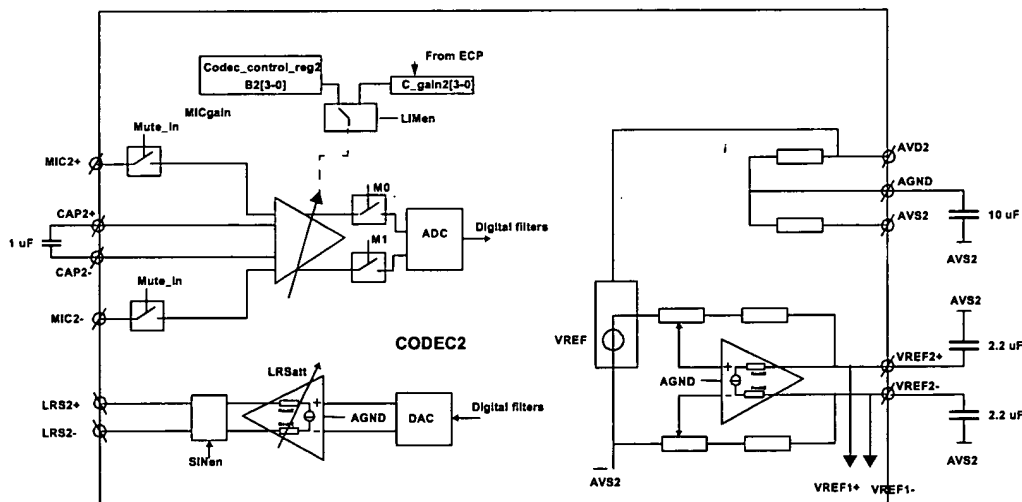 From ECP
Codec_control_reg2
B2[3-0]
C_gain2[3-0]
MICgain
LIMen
Mute_in
MIC2+
M0
CAP2+
1 uF
ADC
Digital filters
CAP2-
M1
Mute_in
MIC2-
CODEC2
LRSatt
LRS2+
AGND
DAC
Digital filters
LRS2-
SINen
AVD2
AGND
AVS2
10 uF
AVS2
AVS2
VREF
2.2 uF
VREF2+
+
AGND
-
VREF2-
2.2 uF
AVS2
AVS2
VREF1+
VREF1-
+
-